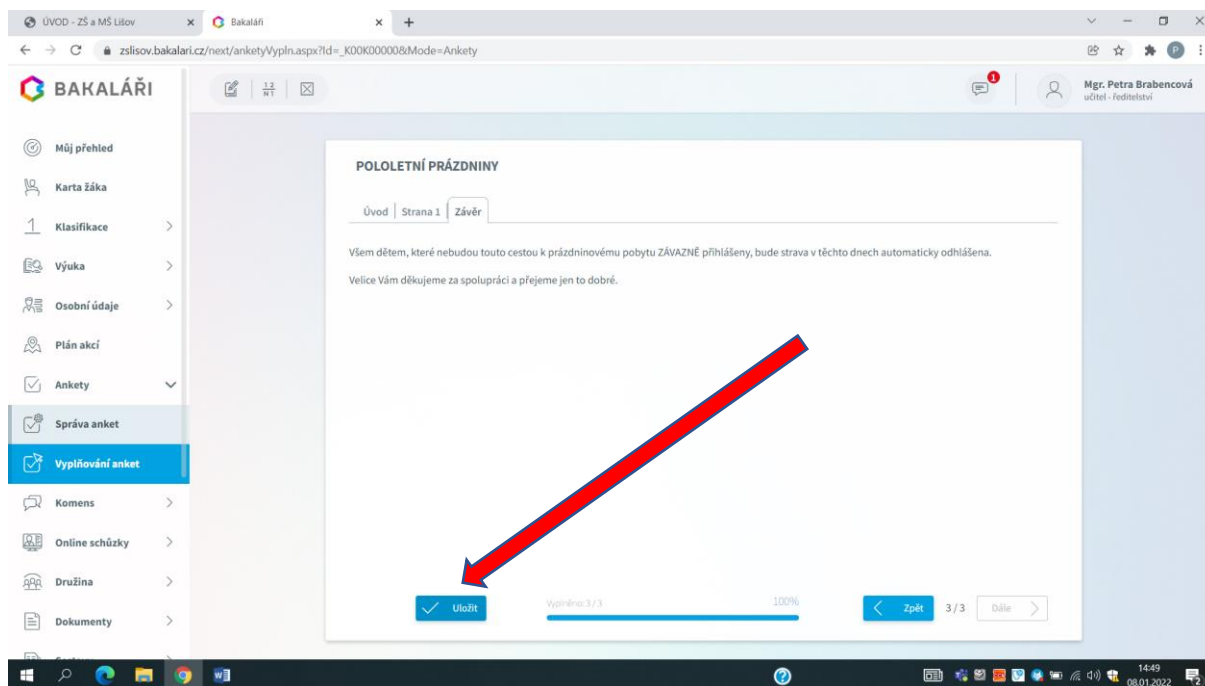 ÚVOD - ZŠ a MŠ Lišov
Bakaláři
zslisov.bakalari.cz/next/anketyVypln.aspx?Id=_K00K00000&Mode=Ankety
P
BAKALÁŘI
1
Mgr. Petra Brabencová
učitel - ředitelství
Můj přehled
Karta žáka
Klasifikace
Výuka
Osobní údaje
Plán akcí
Ankety
Správa anket
Vyplňování anket
Komens
Online schůzky
Družina
Dokumenty
POLOLETNÍ PRÁZDNINY
Úvod Strana 1 Závěr
Všem dětem, které nebudou touto cestou k prázdninovému pobytu ZÁVAZNĚ přihlášeny, bude strava v těchto dnech automaticky odhlášena.
Velice Vám děkujeme za spolupráci a přejeme jen to dobré.
Uložit
Vyplněno: 3 / 3
100%
Zpět
3 / 3
Dále
14:49
08.01.2022
2